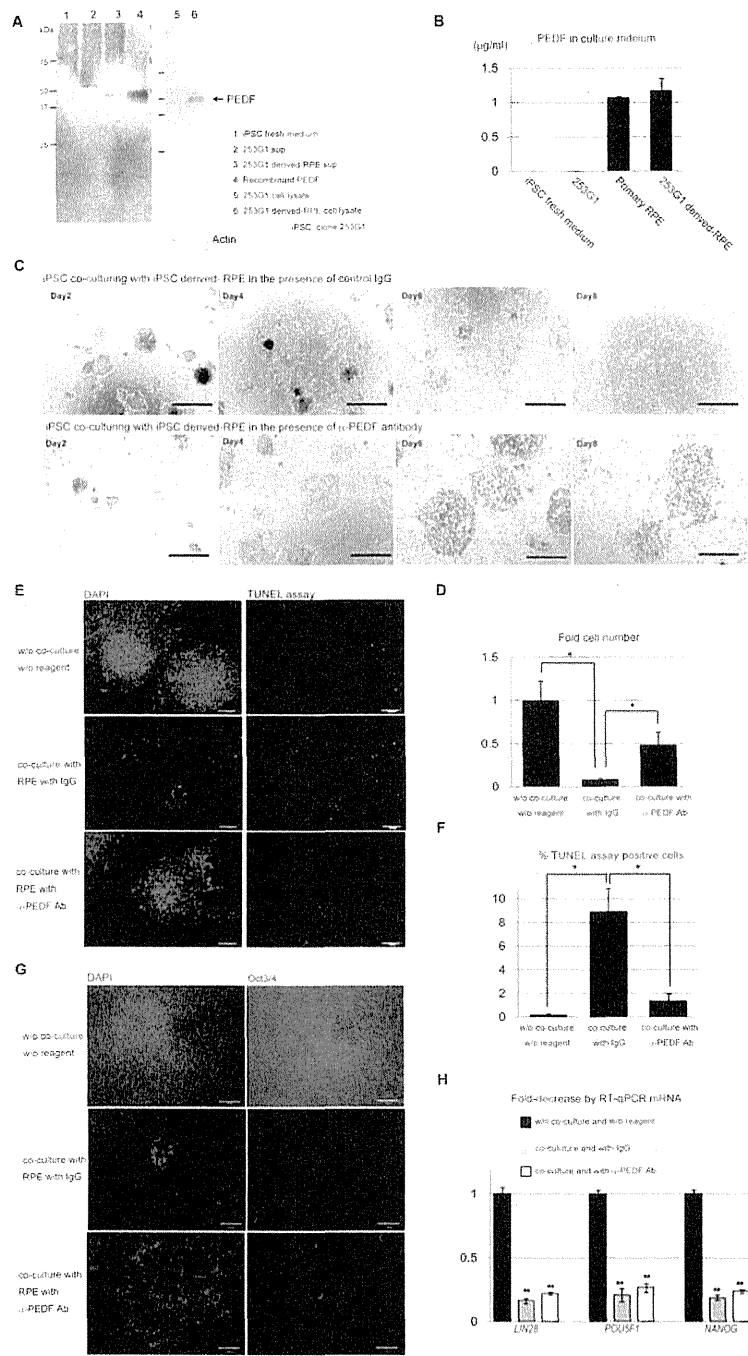 A
1 2 3 4 5 6
kDa
75
50
37
25
← PEDF
1 iPSC fresh medium
2 253G1 sup
3 253G1 derived-RPE sup
4 Recombinant PEDF
5 253G1 cell lysate
6 253G1 derived-RPE cell lysate
iPSC clone 253G1
Actin
B
(µg/ml)
PEDF in culture meieium
1.5
1
0.5
0
iPSC fresh medium
253G1
Primary RPE
253G1 derived-RPE
C
iPSC co-culturing with iPSC derived- RPE in the presence of control IgG
Day2
Day4
Day6
Day8
iPSC co-culturing with iPSC derived-RPE in the presence of α-PEDF antibody
Day2
Day4
Day6
Day8
E
DAPI
TUNEL assay
w/o co-culture
w/o reagent
co-culture with
RPE with IgG
co-culture with
RPE with
α-PEDF Ab
D
Fold cell number
1.5
1
0.5
0
*
*
w/o co-culture
w/o reagent
co-culture
with IgG
co-culture with
α-PEDF Ab
F
% TUNEL assay positive cells
10
8
6
4
2
0
*
*
w/o co-culture
w/o reagent
co-culture
with IgG
co-culture with
α-PEDF Ab
G
DAPI
Oct3/4
w/o co-culture
w/o reagent
co-culture with
RPE with IgG
co-culture with
RPE with
α-PEDF Ab
H
Fold-decrease by RT-qPCR mRNA
w/o co-culture and w/o reagent
co-culture and with IgG
co-culture and with α-PEDF Ab
1
0.5
0
** **
** **
** **
LIN28
POU5F1
NANOG